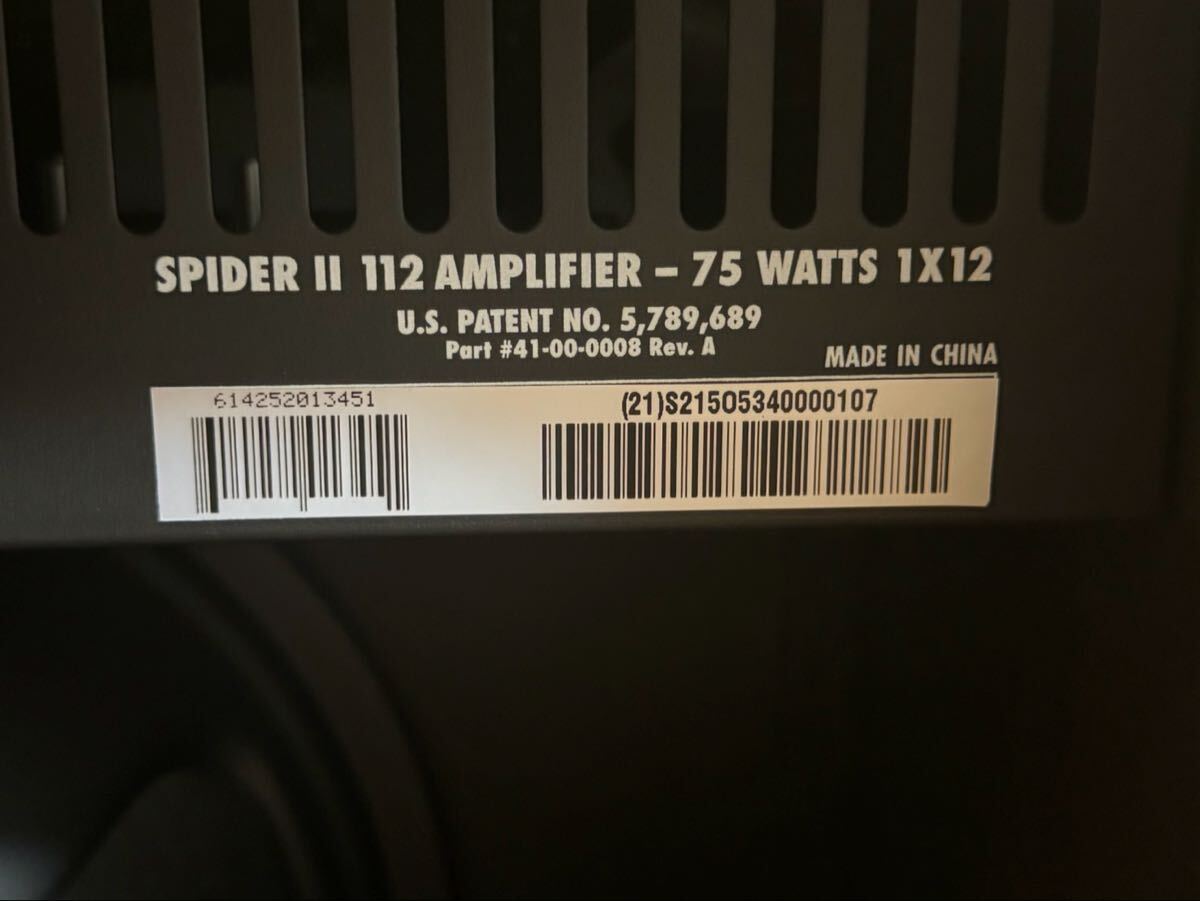 SPIDER II 112 AMPLIFIER – 75 WATTS 1X12
U.S. PATENT NO. 5,789,689
Part #41-00-0008 Rev. A
MADE IN CHINA
614252013451
(21)S21505340000107